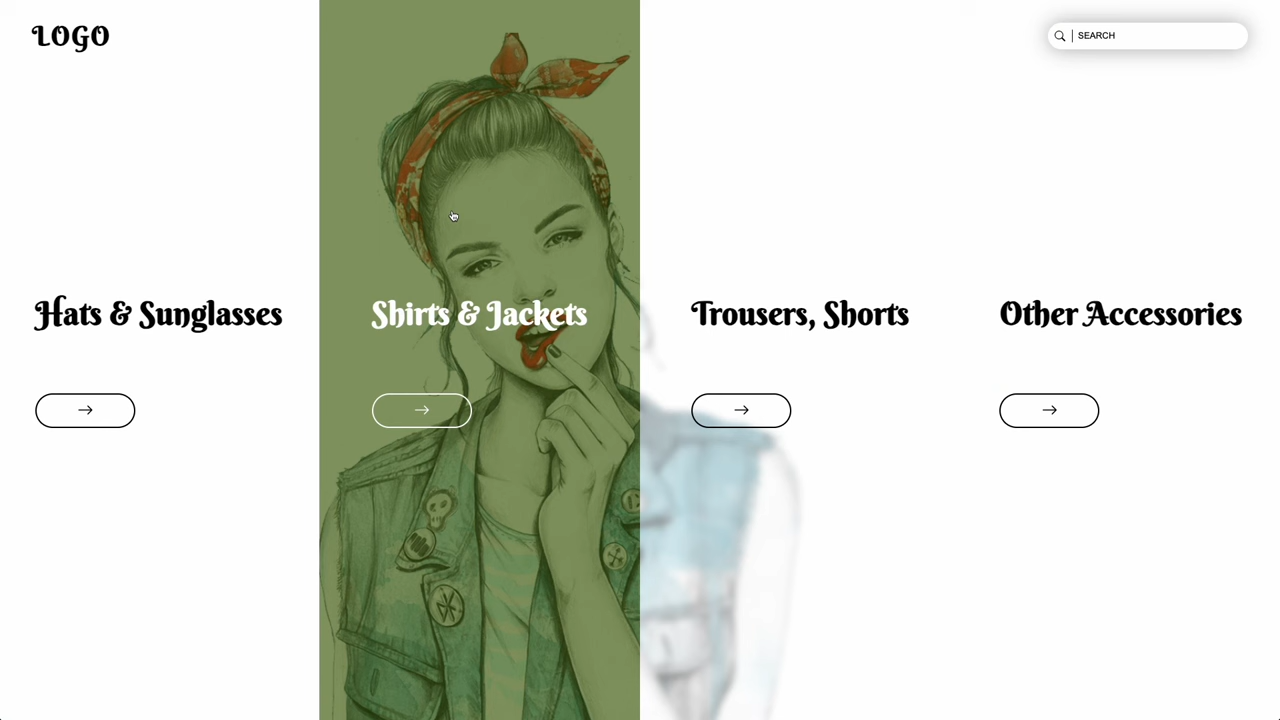 LOGO
SEARCH
Hats & Sunglasses
Shirts & Jackets
Trousers, Shorts
Other Accessories